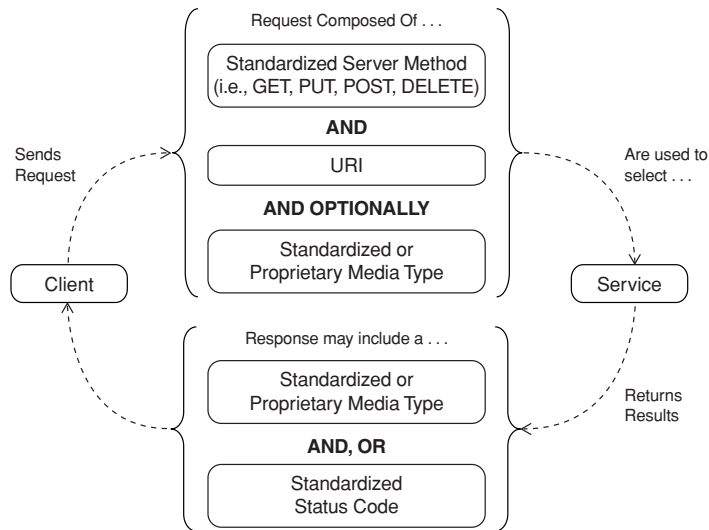 Request Composed Of . . .
Standardized Server Method
(i.e., GET, PUT, POST, DELETE)
AND
URI
AND OPTIONALLY
Standardized or
Proprietary Media Type
Sends
Request
Are used to
select . . .
Client
Service
Response may include a . . .
Standardized or
Proprietary Media Type
AND, OR
Standardized
Status Code
Returns
Results